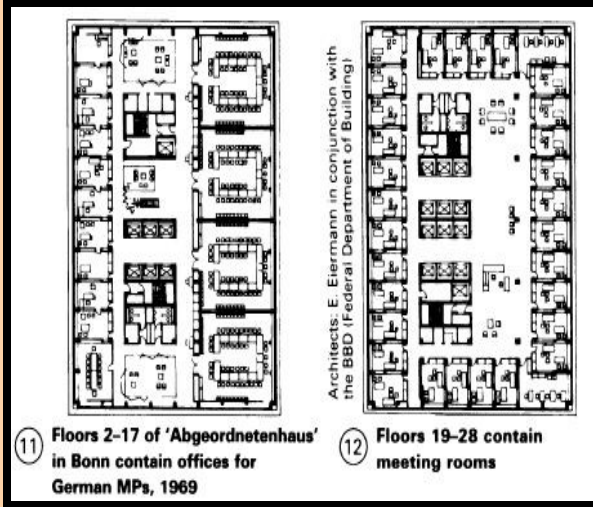 Architects: E. Eiermann in conjunction with
the BBD (Federal Department of Building)
11 Floors 2–17 of 'Abgeordnetenhaus'
in Bonn contain offices for
German MPs, 1969
12 Floors 19–28 contain
meeting rooms